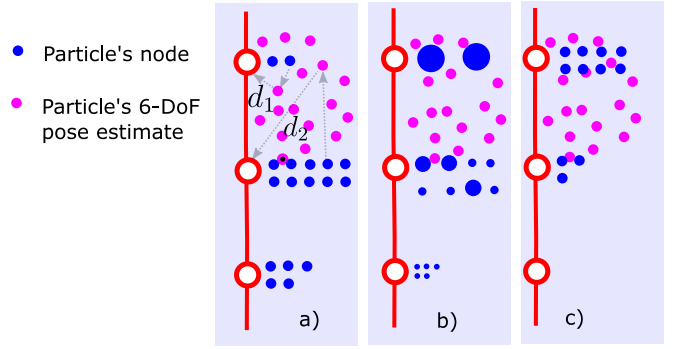 Particle's node
Particle's 6-DoF
pose estimate
d1
d2
a)
b)
c)